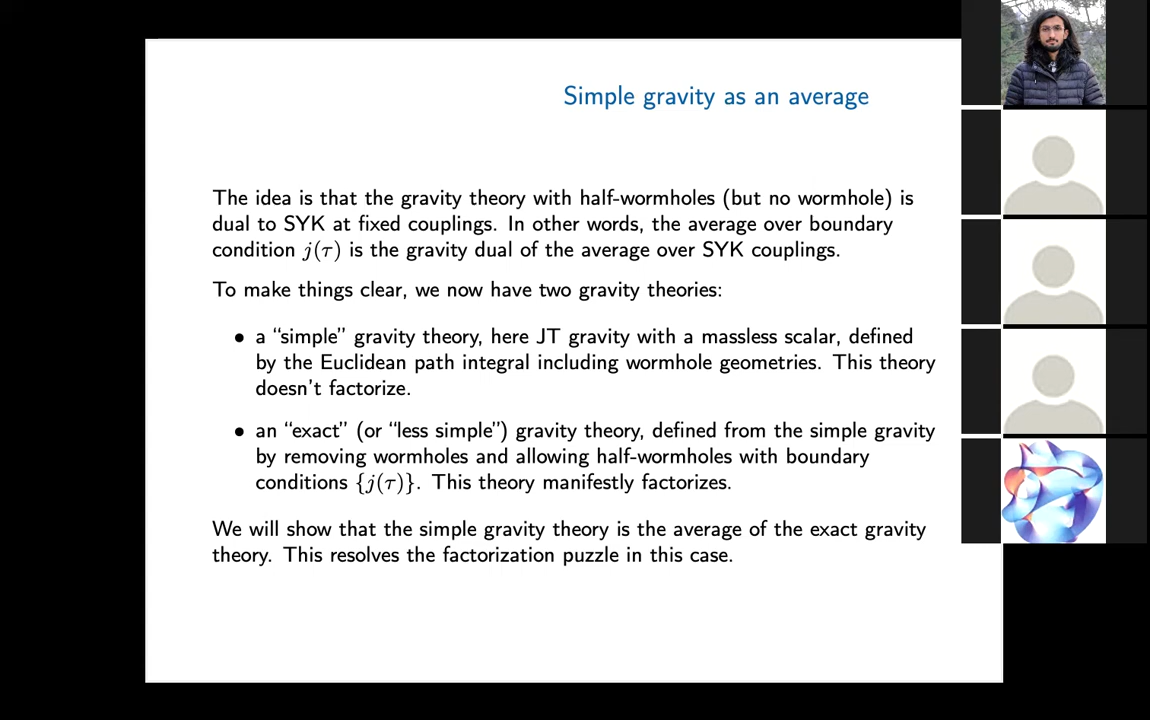 Simple gravity as an average
The idea is that the gravity theory with half-wormholes (but no wormhole) is
dual to SYK at fixed couplings. In other words, the average over boundary
condition j(τ) is the gravity dual of the average over SYK couplings.
To make things clear, we now have two gravity theories:
• a “simple” gravity theory, here JT gravity with a massless scalar, defined
by the Euclidean path integral including wormhole geometries. This theory
doesn’t factorize.
• an “exact” (or “less simple”) gravity theory, defined from the simple gravity
by removing wormholes and allowing half-wormholes with boundary
conditions {j(τ)}. This theory manifestly factorizes.
We will show that the simple gravity theory is the average of the exact gravity
theory. This resolves the factorization puzzle in this case.